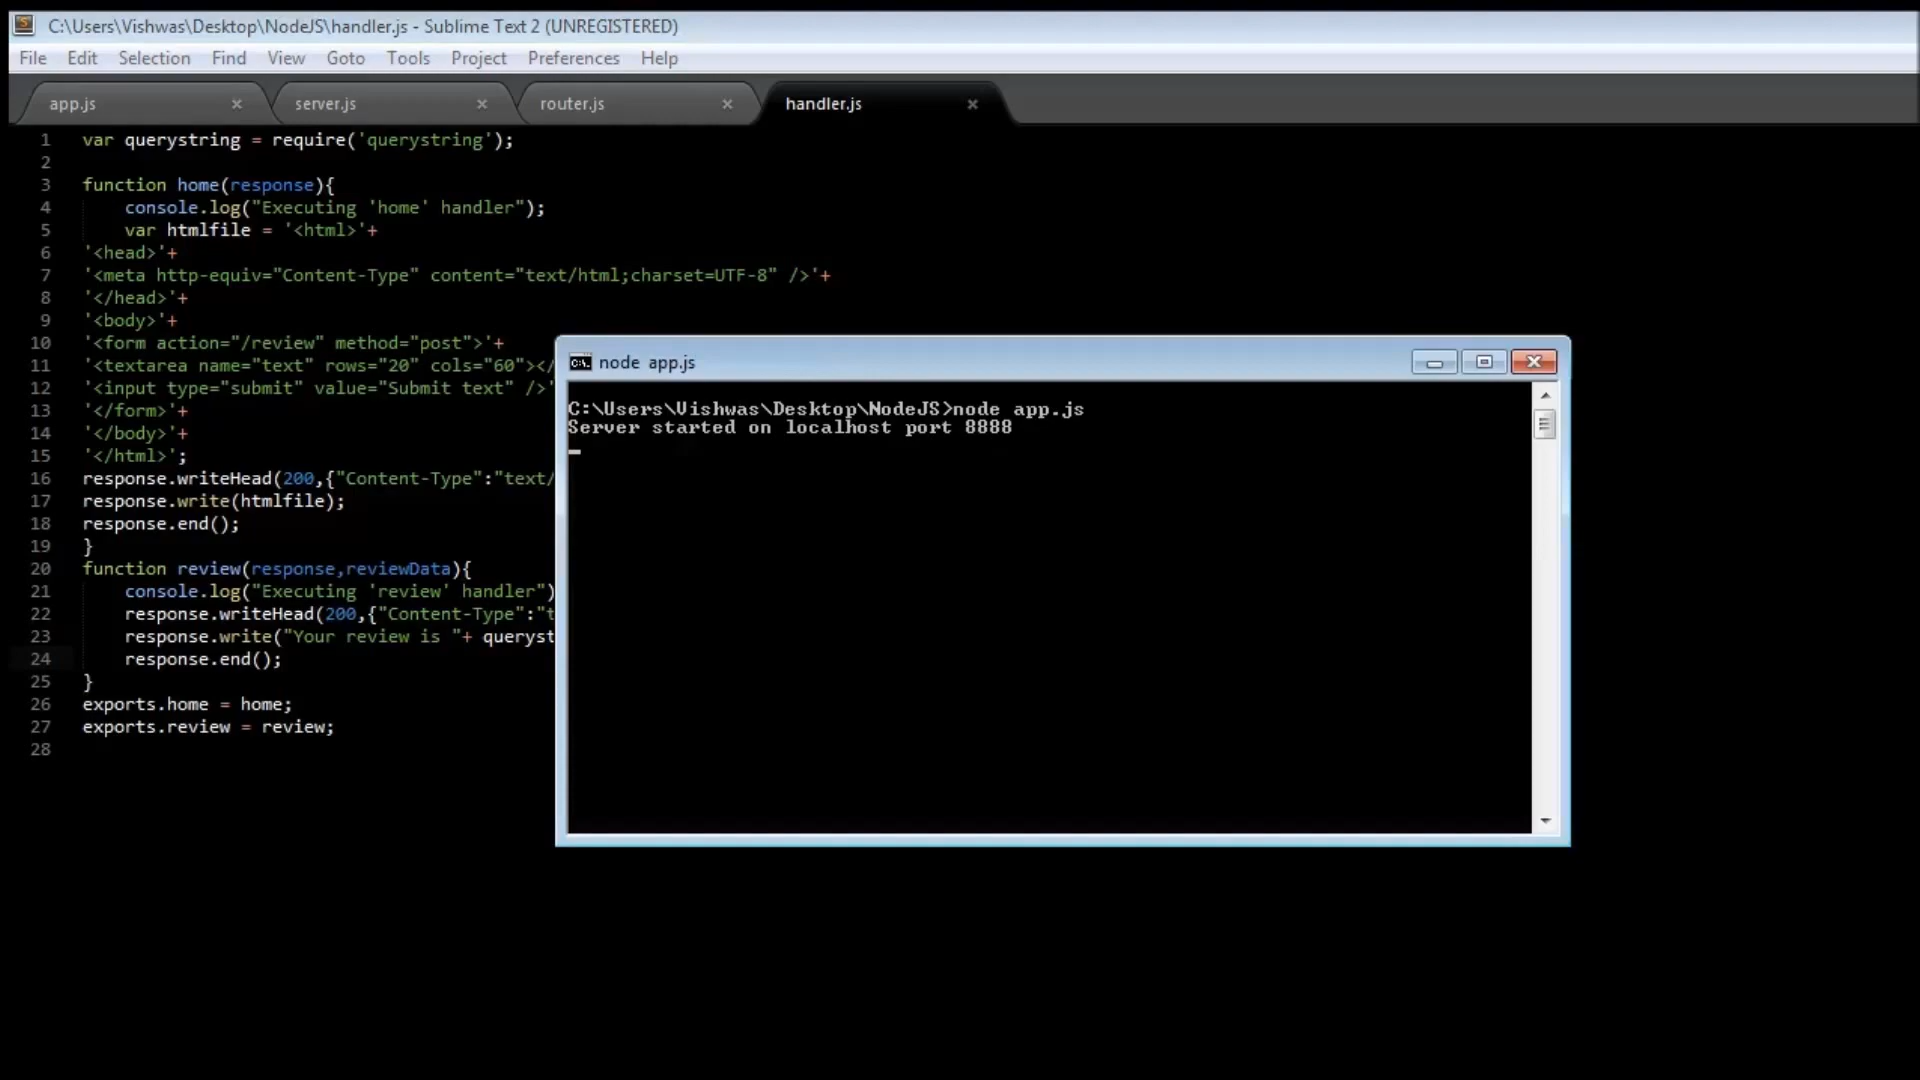 C:\Users\Vishwas\Desktop\NodeJS\handler.js - Sublime Text 2 (UNREGISTERED)
File Edit Selection Find View Goto Tools Project Preferences Help
app.js × server.js × router.js × handler.js ×
1 var querystring = require('querystring');
2
3 function home(response){
4 console.log("Executing 'home' handler");
5 var htmlfile = '<html>'+
6 '<head>'+
7 '<meta http-equiv="Content-Type" content="text/html;charset=UTF-8" />'+
8 '</head>'+
9 '<body>'+
10 '<form action="/review" method="post">'+
11 '<textarea name="text" rows="20" cols="60"></
12 '<input type="submit" value="Submit text" />'
13 '</form>'+
14 '</body>'+
15 '</html>';
16 response.writeHead(200,{"Content-Type":"text/
17 response.write(htmlfile);
18 response.end();
19 }
20 function review(response,reviewData){
21 console.log("Executing 'review' handler")
22 response.writeHead(200,{"Content-Type":"t
23 response.write("Your review is "+ queryst
24 response.end();
25 }
26 exports.home = home;
27 exports.review = review;
28
node app.js
C:\Users\Vishwas\Desktop\NodeJS>node app.js
Server started on localhost port 8888